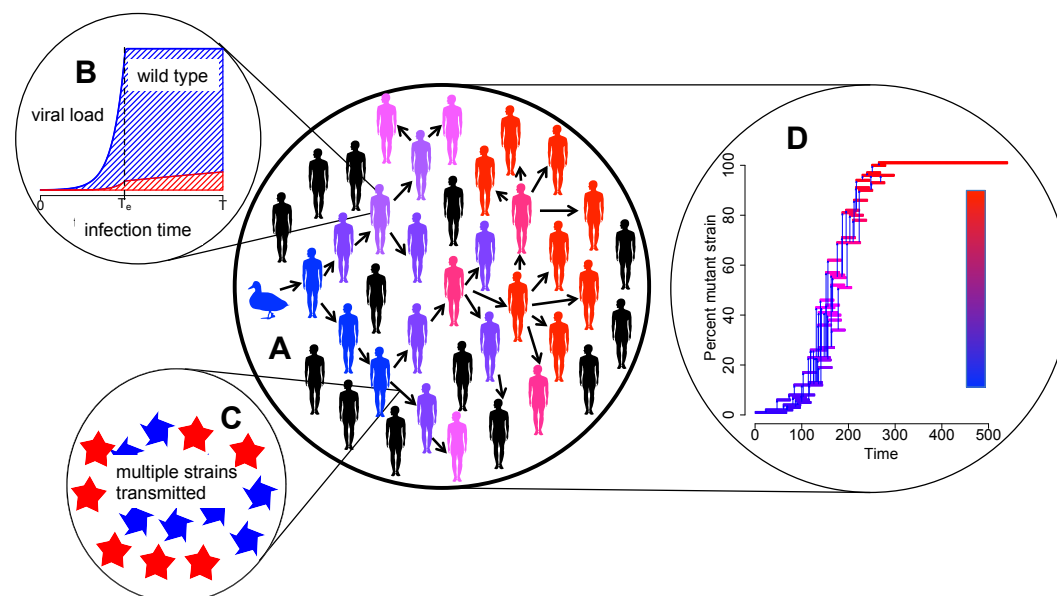 B
wild type
viral load
0
T
e
T
infection time
A
C
multiple strains
transmitted
D
Percent mutant strain
100
80
60
40
20
0
0 100 200 300 400 500
Time